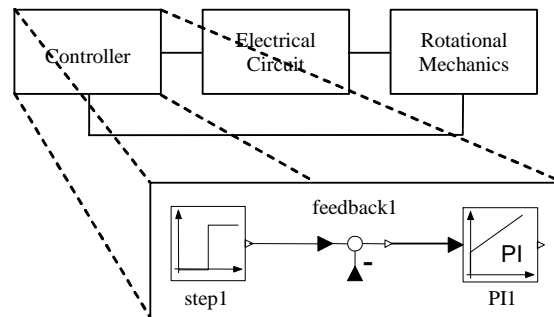 Controller
Electrical
Circuit
Rotational
Mechanics
feedback1
PI
-
step1
PI1